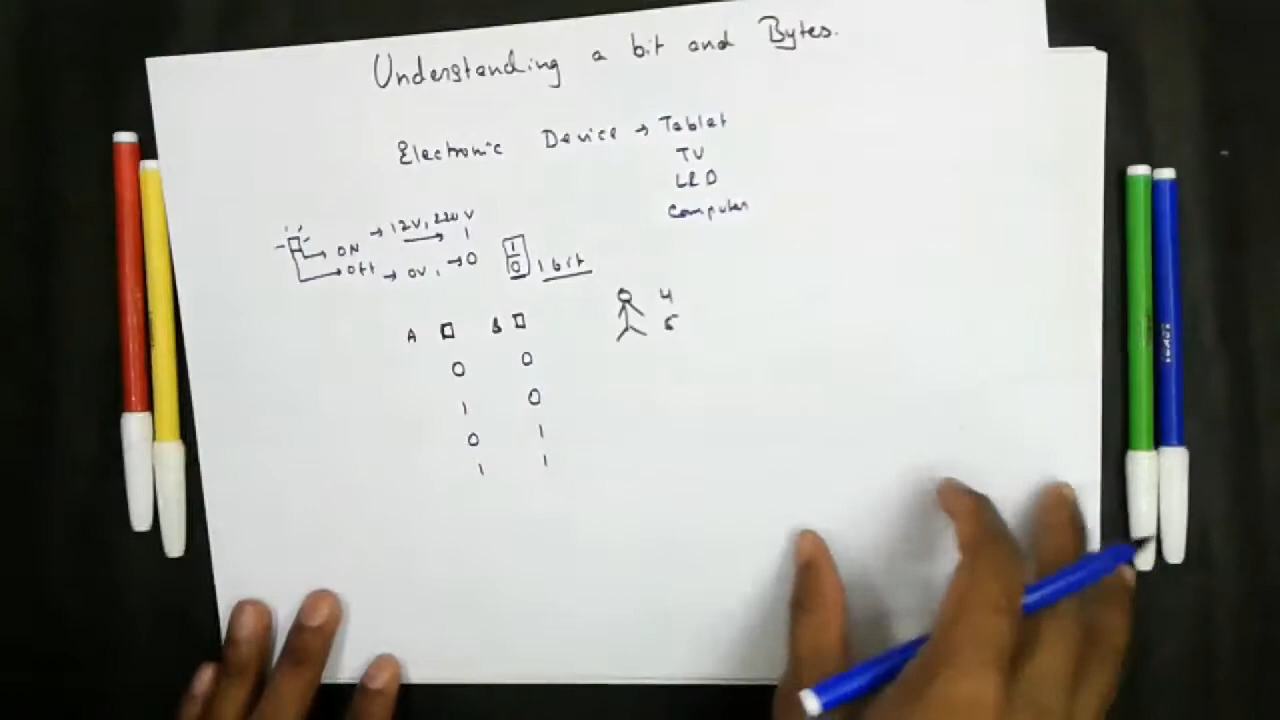 Understanding a bit and Bytes.
Electronic Device → Tablet
TV
LED
Computer
ON → 12V, 220V → 1
Off → 0V, → 0
1
0 1 bit
A B
0 0
1 0
0 1
1 1
4